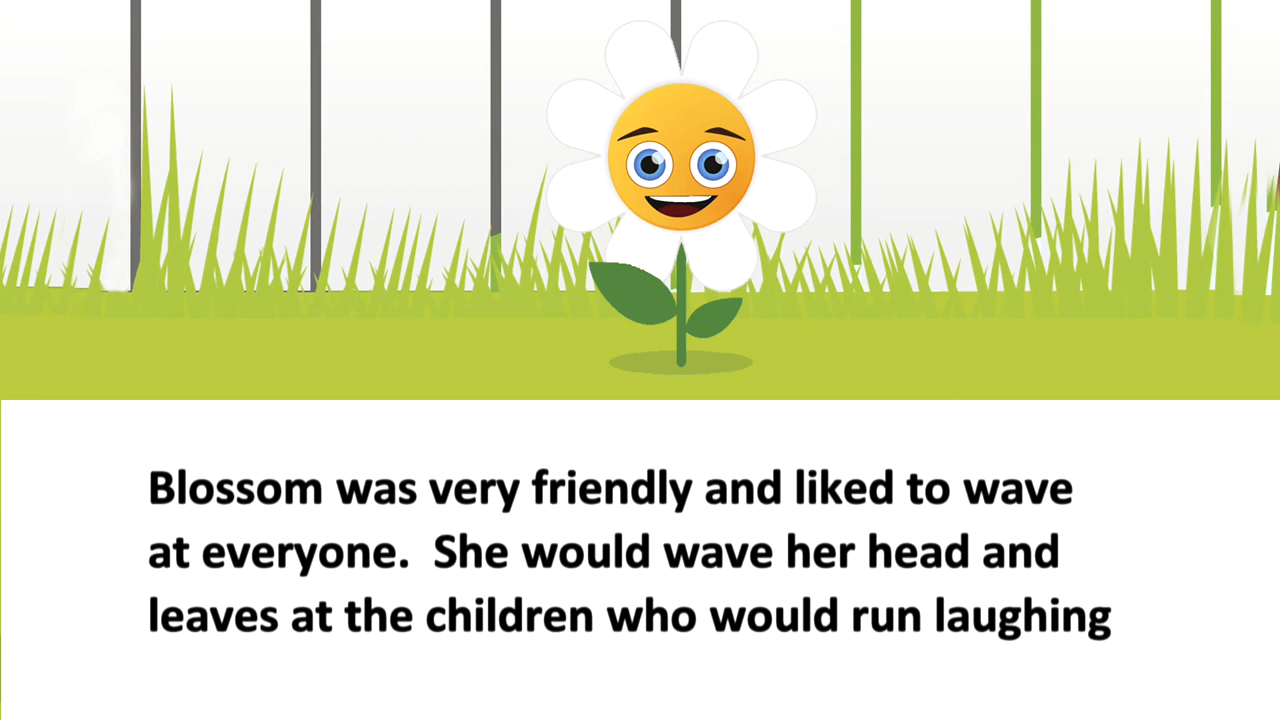 Blossom was very friendly and liked to wave
at everyone.  She would wave her head and
leaves at the children who would run laughing